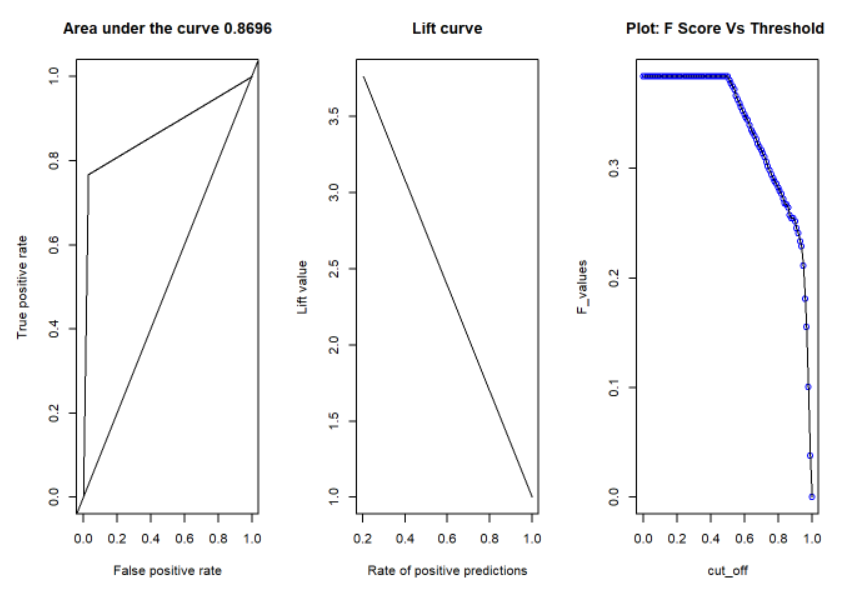 Area under the curve 0.8696
True positive rate
1.0
0.8
0.6
0.4
0.2
0.0
0.0 0.2 0.4 0.6 0.8 1.0
False positive rate
Lift curve
Lift value
3.5
3.0
2.5
2.0
1.5
1.0
0.2 0.4 0.6 0.8 1.0
Rate of positive predictions
Plot: F Score Vs Threshold
F_values
0.3
0.2
0.1
0.0
0.0 0.2 0.4 0.6 0.8 1.0
cut_off